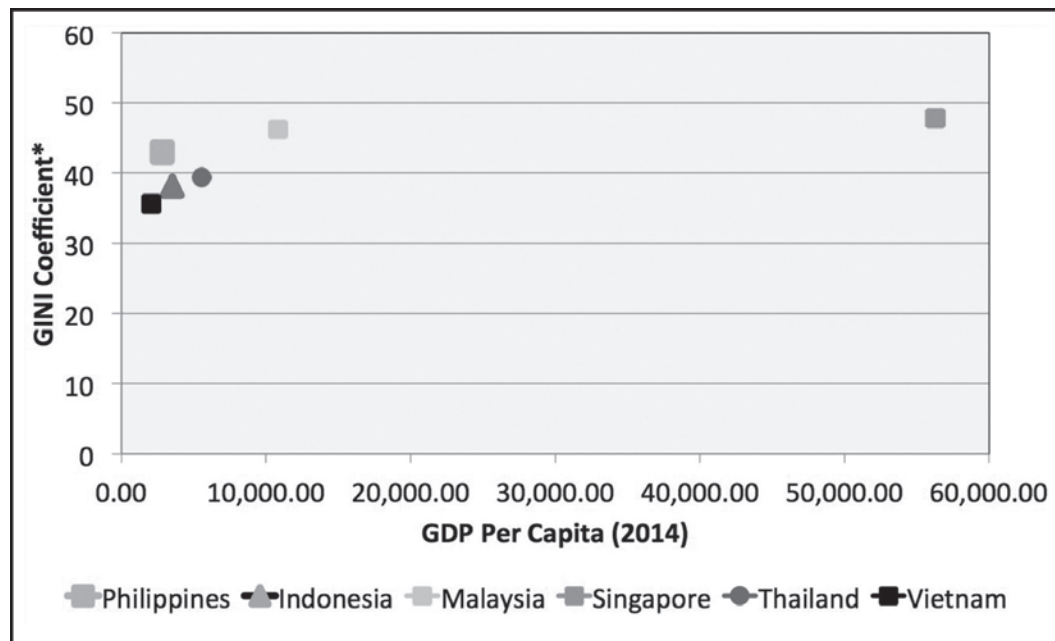 60
50
40
30
20
10
0
GINI Coefficient*
0.00 10,000.00 20,000.00 30,000.00 40,000.00 50,000.00 60,000.00
GDP Per Capita (2014)
Philippines Indonesia Malaysia Singapore Thailand Vietnam